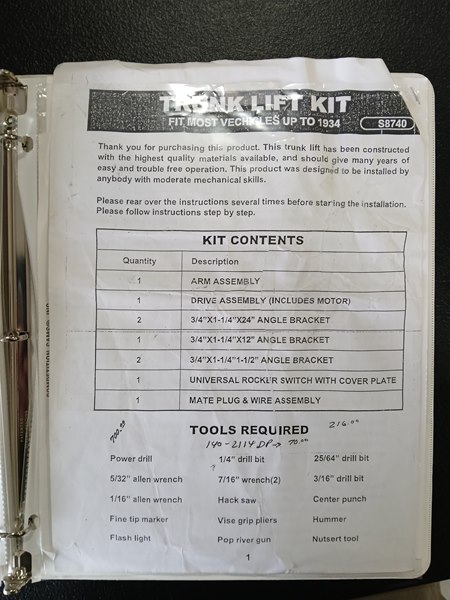 TRUNK LIFT KIT
FIT MOST VECHICLES UP TO 1934
S8740
Thank you for purchasing this product. This trunk lift has been constructed
with the highest quality materials available, and should give many years of
easy and trouble free operation. This product was designed to be installed by
anybody with moderate mechanical skills.
Please rear over the instructions several times before staring the installation.
Please follow instructions step by step.
KIT CONTENTS
Quantity Description
1 ARM ASSEMBLY
1 DRIVE ASSEMBLY (INCLUDES MOTOR)
2 3/4"X1-1/4"X24" ANGLE BRACKET
1 3/4"X1-1/4"X12" ANGLE BRACKET
2 3/4"X1-1/4"1-1/2" ANGLE BRACKET
1 UNIVERSAL ROCKL'R SWITCH WITH COVER PLATE
1 MATE PLUG & WIRE ASSEMBLY
TOOLS REQUIRED
216.00
140-2114DP→ 70.00
Power drill 1/4" drill bit 25/64" drill bit
?
5/32" allen wrench 7/16" wrench(2) 3/16" drill bit
1/16" allen wrench Hack saw Center punch
Fine tip marker Vise grip pliers Hummer
Flash light Pop river gun Nutsert tool
1